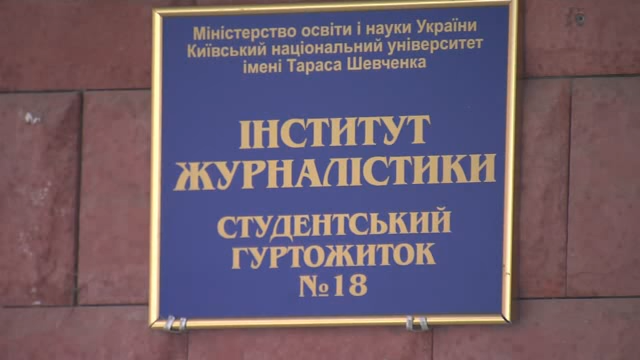 Міністерство освіти і науки України
Київський національний університет
імені Тараса Шевченка
ІНСТИТУТ
ЖУРНАЛІСТИКИ
СТУДЕНТСЬКИЙ
ГУРТОЖИТОК
№18